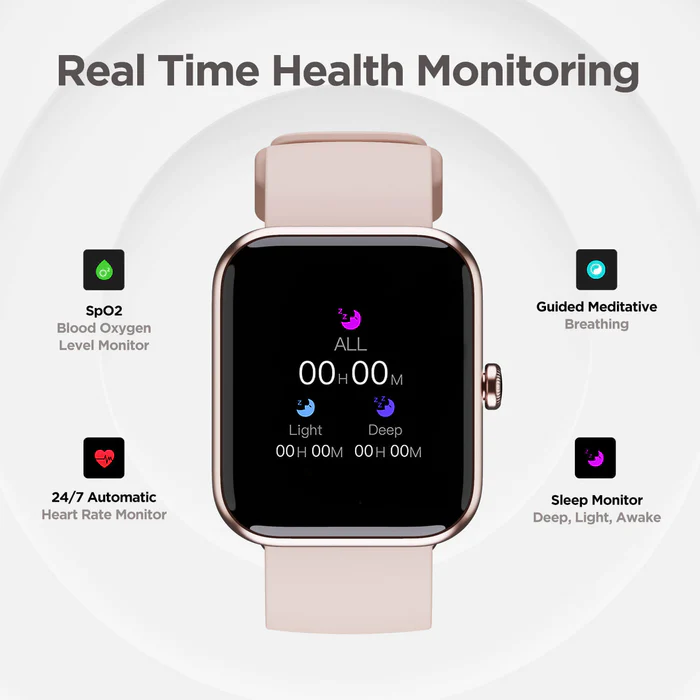 Real Time Health Monitoring
SpO2
Blood Oxygen
Level Monitor
Guided Meditative
Breathing
ALL
00H00M
Light
Deep
00H 00M
00H 00M
24/7 Automatic
Heart Rate Monitor
Sleep Monitor
Deep, Light, Awake